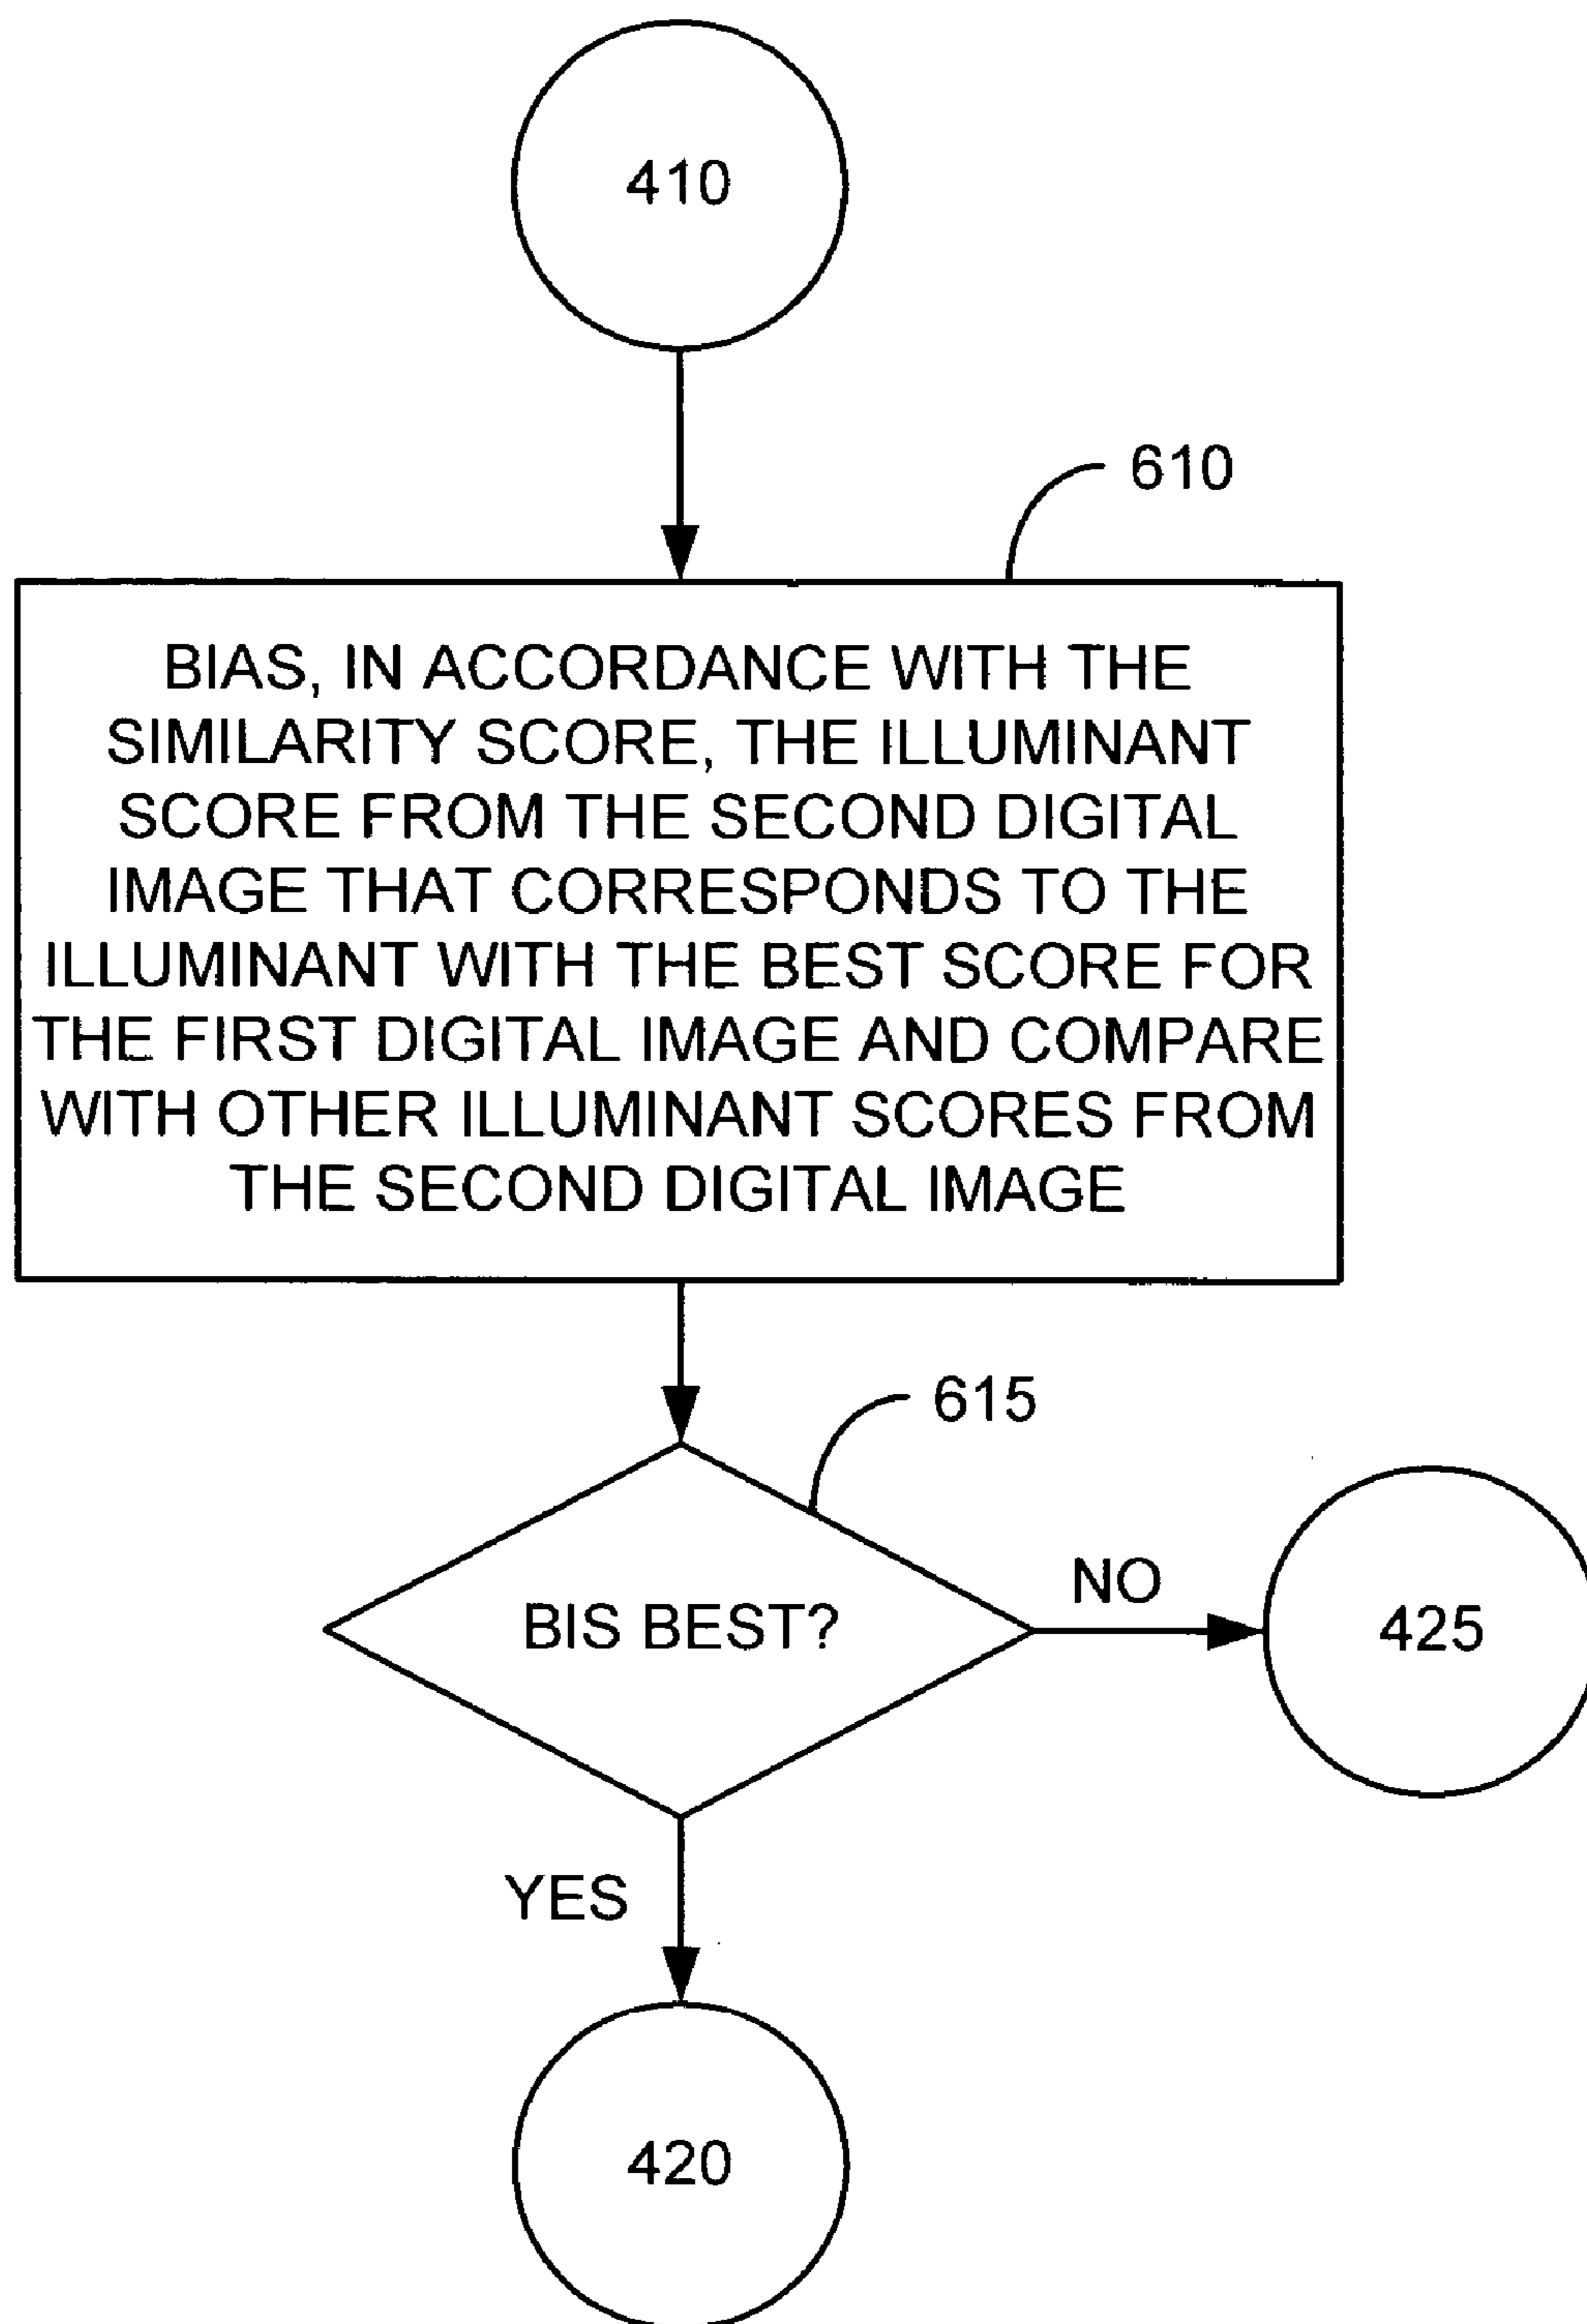 410
610
BIAS, IN ACCORDANCE WITH THE
SIMILARITY SCORE, THE ILLUMINANT
SCORE FROM THE SECOND DIGITAL
IMAGE THAT CORRESPONDS TO THE
ILLUMINANT WITH THE BEST SCORE FOR
THE FIRST DIGITAL IMAGE AND COMPARE
WITH OTHER ILLUMINANT SCORES FROM
THE SECOND DIGITAL IMAGE
615
BIS BEST?
NO
425
YES
420